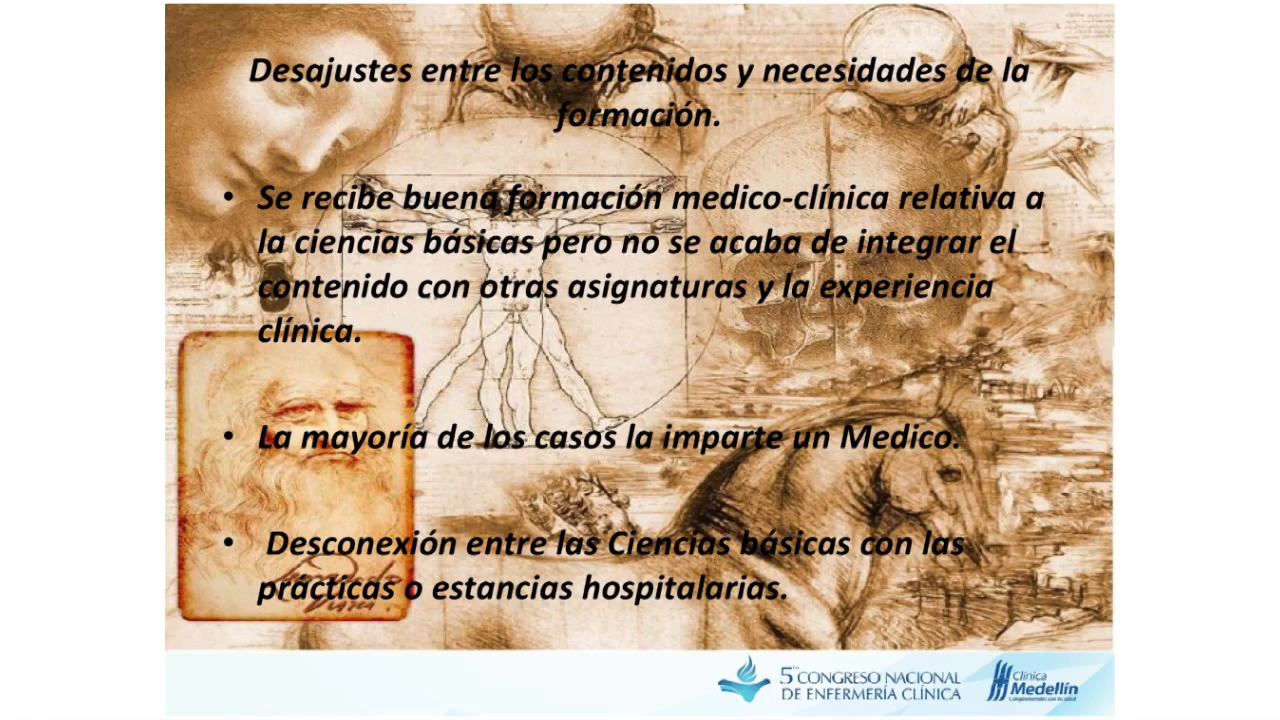 Desajustes entre los contenidos y necesidades de la
formación.
• Se recibe buena formación medico-clínica relativa a
la ciencias básicas pero no se acaba de integrar el
contenido con otras asignaturas y la experiencia
clínica.
• La mayoría de los casos la imparte un Medico.
• Desconexión entre las Ciencias básicas con las
prácticas o estancias hospitalarias.
5to CONGRESO NACIONAL
DE ENFERMERÍA CLÍNICA
Clínica
Medellín